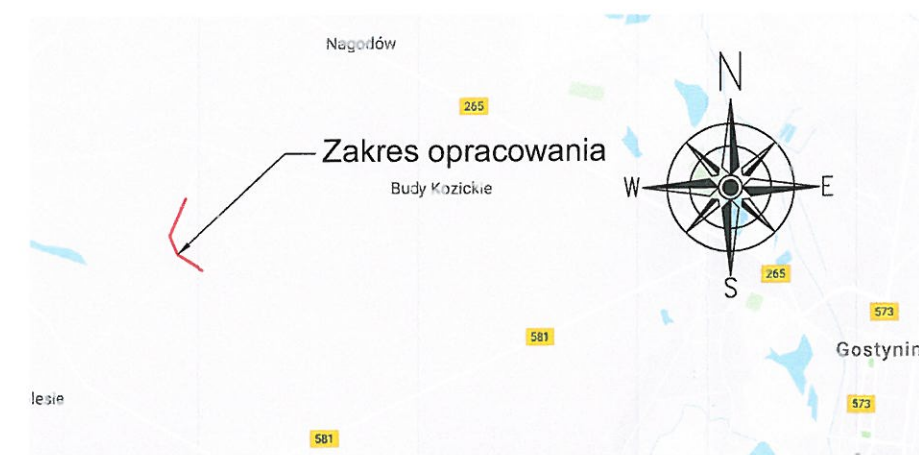 Nagodów
265
N
Zakres opracowania
Budy Kozickie
W
E
265
S
573
581
Gostynin
lesie
573
581